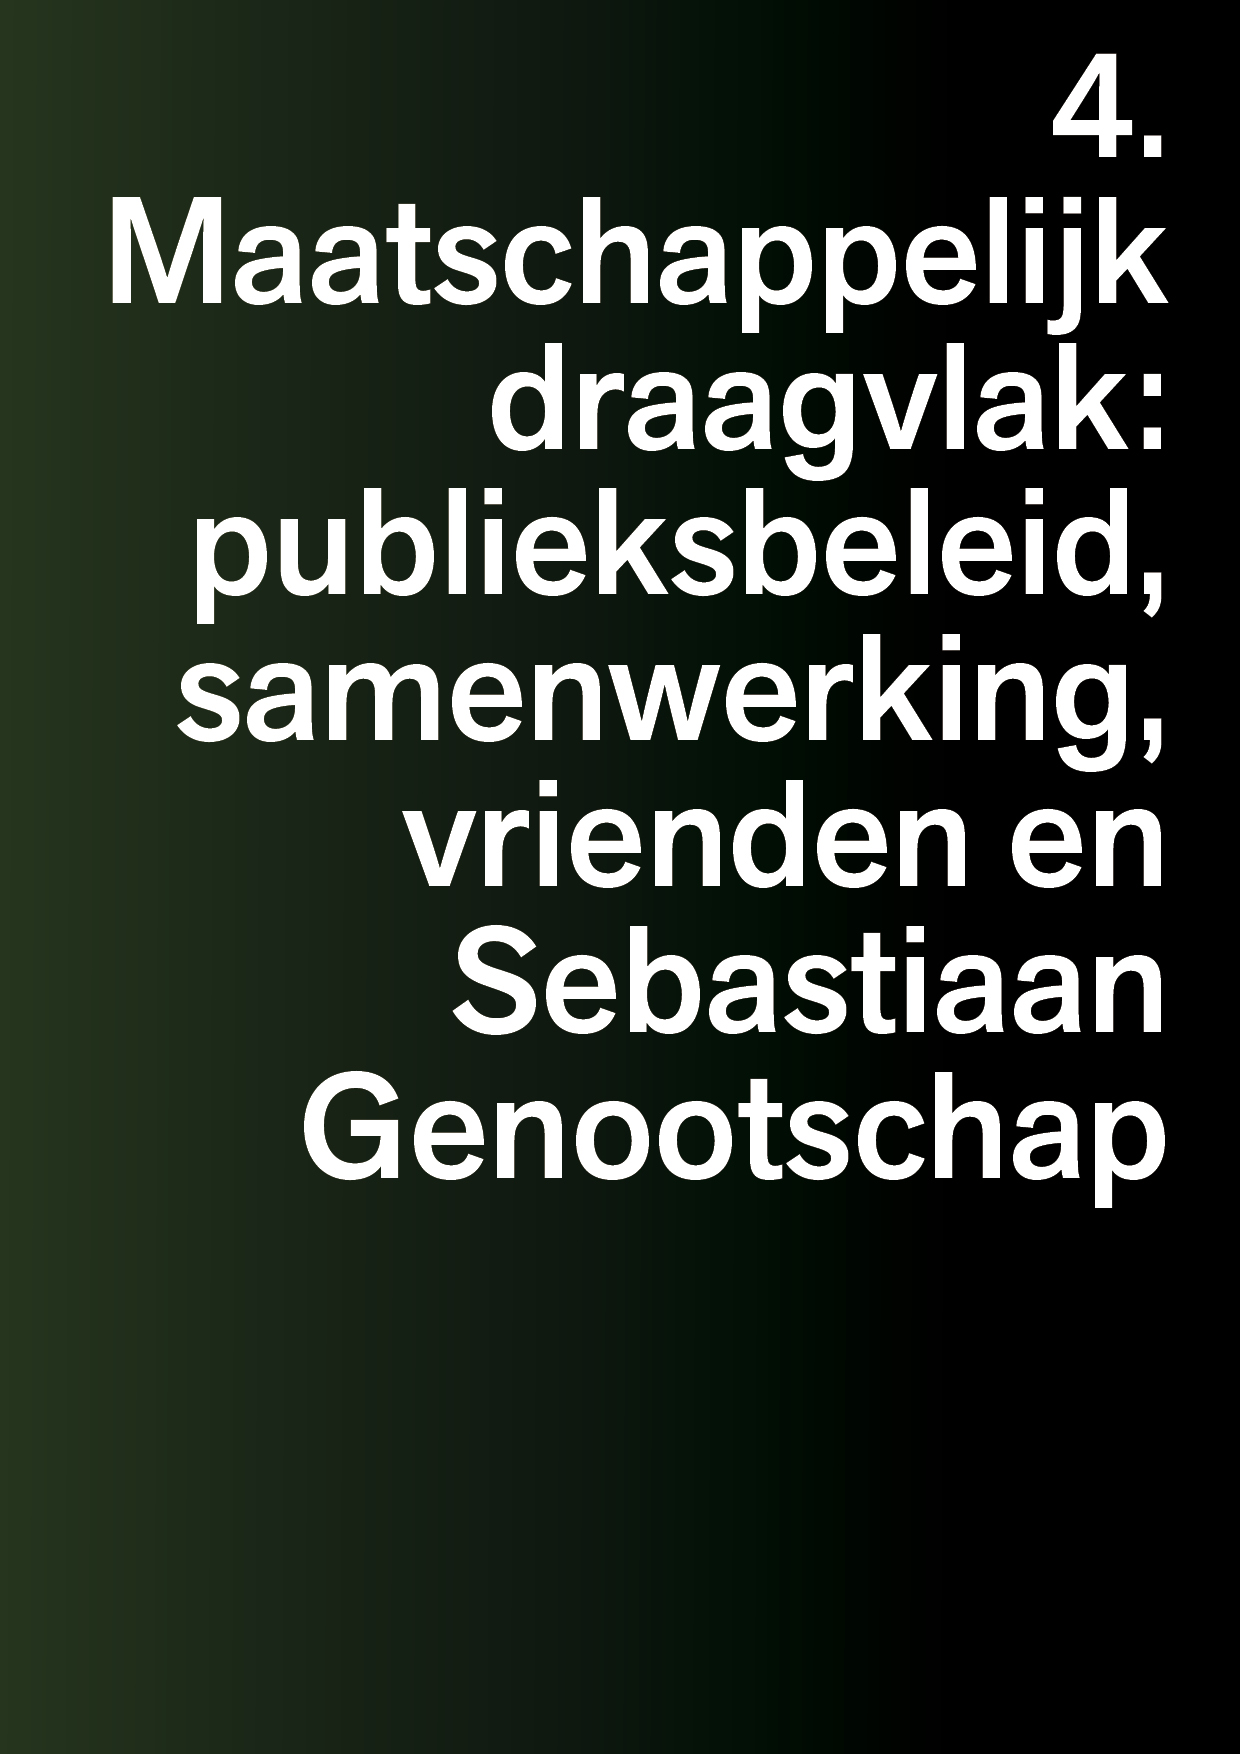 4.
Maatschappelijk
draagvlak:
publieksbeleid,
samenwerking,
vrienden en
Sebastiaan
Genootschap